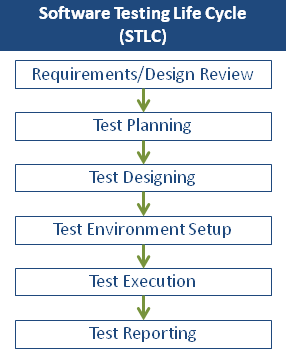 Software Testing Life Cycle
(STLC)
Requirements/Design Review
Test Planning
Test Designing
Test Environment Setup
Test Execution
Test Reporting